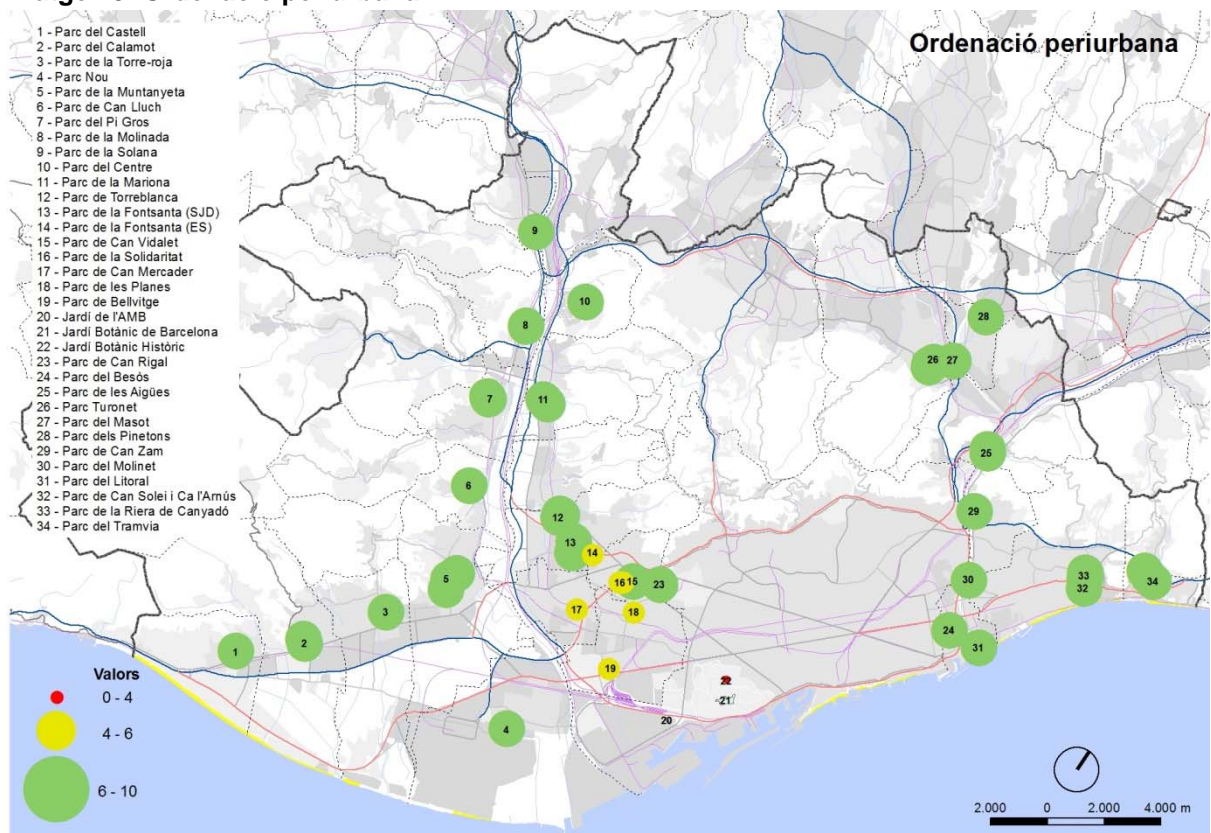 Ordenació periurbana
1 - Parc del Castell
2 - Parc del Calamot
3 - Parc de la Torre-roja
4 - Parc Nou
5 - Parc de la Muntanyeta
6 - Parc de Can Lluch
7 - Parc del Pi Gros
8 - Parc de la Molinada
9 - Parc de la Solana
10 - Parc del Centre
11 - Parc de la Mariona
12 - Parc de Torreblanca
13 - Parc de la Fontsanta (SJD)
14 - Parc de la Fontsanta (ES)
15 - Parc de Can Vidalet
16 - Parc de la Solidaritat
17 - Parc de Can Mercader
18 - Parc de les Planes
19 - Parc de Bellvitge
20 - Jardí de l'AMB
21 - Jardí Botànic de Barcelona
22 - Jardí Botànic Històric
23 - Parc de Can Rigal
24 - Parc del Besós
25 - Parc de les Aigües
26 - Parc Turonet
27 - Parc del Masot
28 - Parc dels Pinetons
29 - Parc de Can Zam
30 - Parc del Molinet
31 - Parc del Litoral
32 - Parc de Can Solei i Ca l'Arnús
33 - Parc de la Riera de Canyadó
34 - Parc del Tramvia
9
10
28
8
26 27
7
11
25
6
12
29
13
14
5
16 15 23
30
33
32
34
3
17
18
24
2
1
31
19
22
21
20
4
Valors
0 - 4
4 - 6
6 - 10
2.000 0 2.000 4.000 m